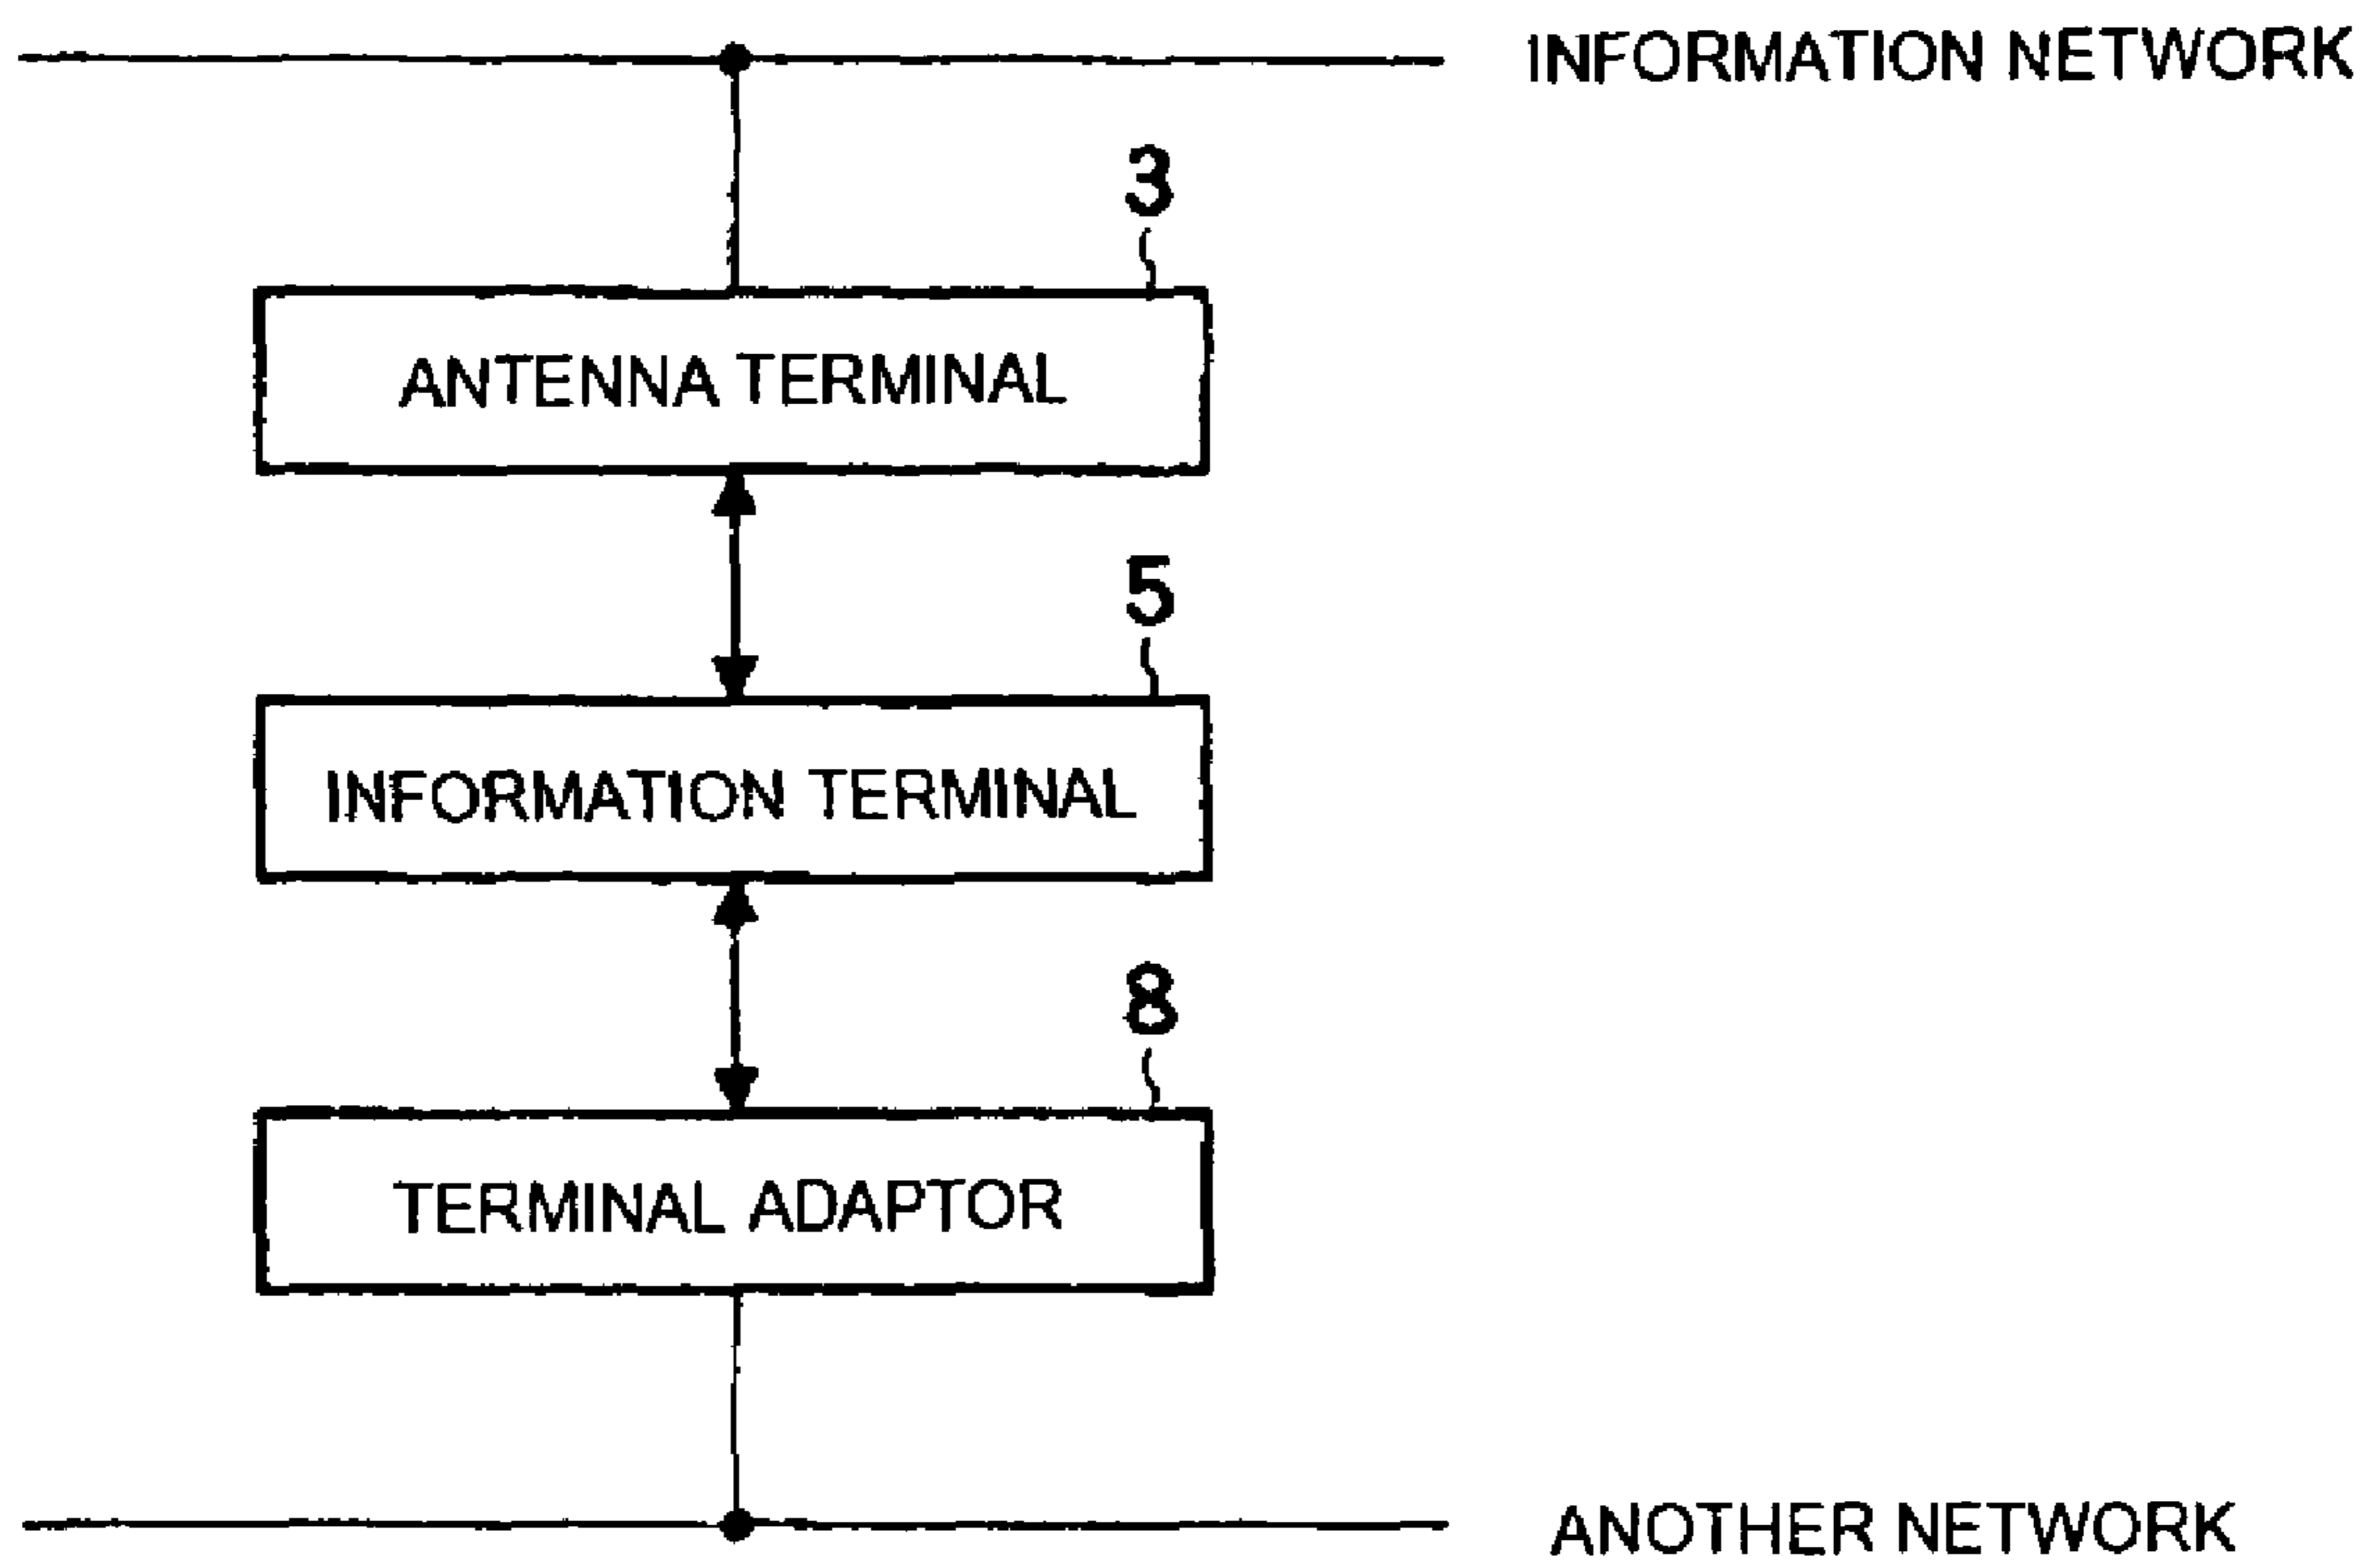 INFORMATION NETWORK
3
ANTENNA TERMINAL
5
INFORMATION TERMINAL
8
TERMINAL ADAPTOR
ANOTHER NETWORK